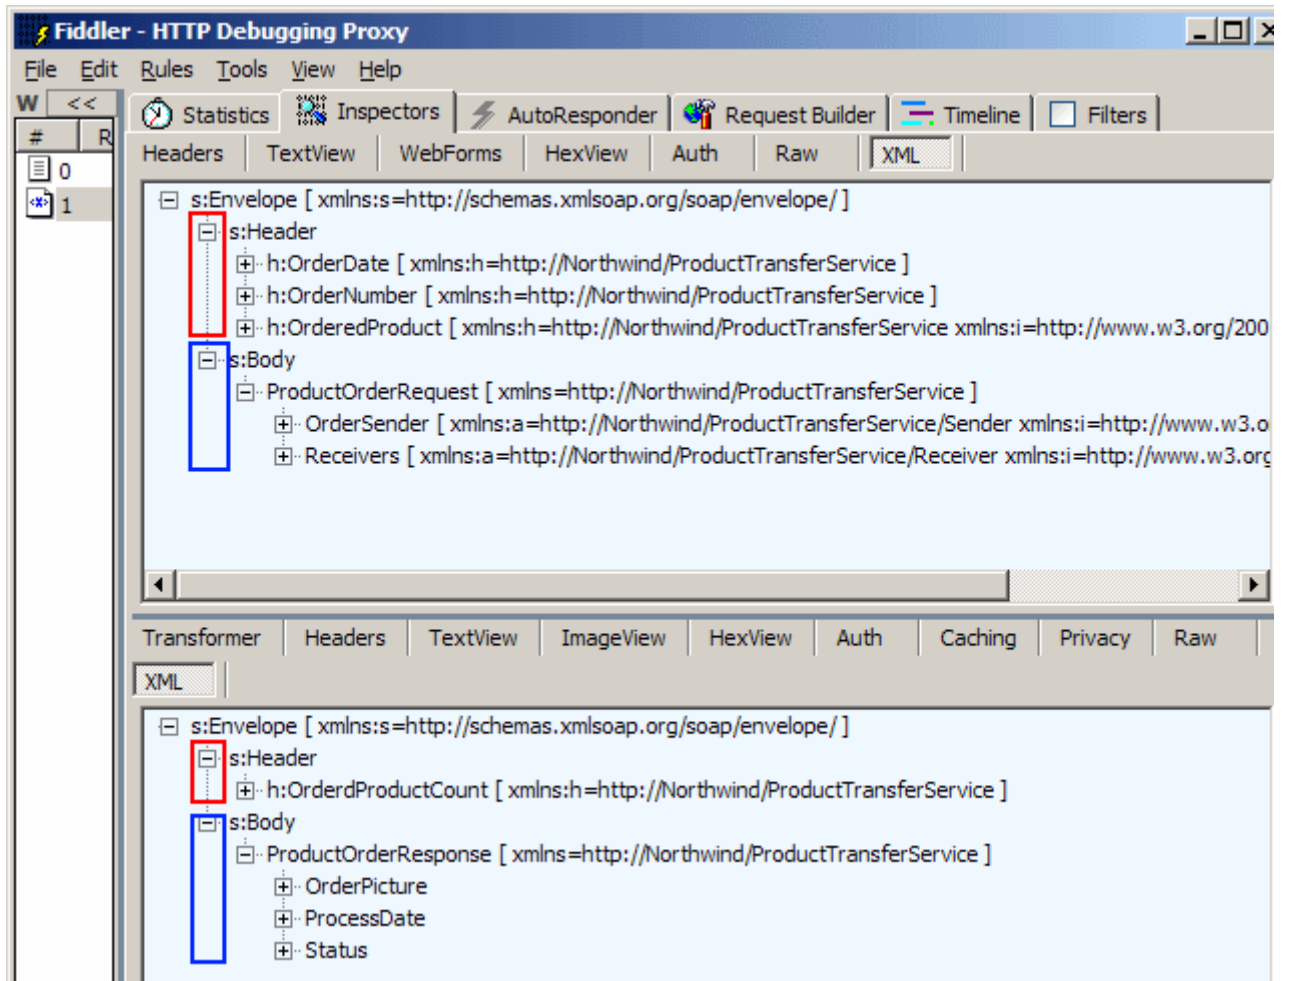 Fiddler - HTTP Debugging Proxy
File Edit Rules Tools View Help
W << Statistics Inspectors AutoResponder Request Builder Timeline Filters
# R Headers TextView WebForms HexView Auth Raw XML
0
1
s:Envelope [ xmlns:s=http://schemas.xmlsoap.org/soap/envelope/ ]
s:Header
h:OrderDate [ xmlns:h=http://Northwind/ProductTransferService ]
h:OrderNumber [ xmlns:h=http://Northwind/ProductTransferService ]
h:OrderedProduct [ xmlns:h=http://Northwind/ProductTransferService xmlns:i=http://www.w3.org/200
s:Body
ProductOrderRequest [ xmlns=http://Northwind/ProductTransferService ]
OrderSender [ xmlns:a=http://Northwind/ProductTransferService/Sender xmlns:i=http://www.w3.o
Receivers [ xmlns:a=http://Northwind/ProductTransferService/Receiver xmlns:i=http://www.w3.org
Transformer Headers TextView ImageView HexView Auth Caching Privacy Raw
XML
s:Envelope [ xmlns:s=http://schemas.xmlsoap.org/soap/envelope/ ]
s:Header
h:OrderdProductCount [ xmlns:h=http://Northwind/ProductTransferService ]
s:Body
ProductOrderResponse [ xmlns=http://Northwind/ProductTransferService ]
OrderPicture
ProcessDate
Status